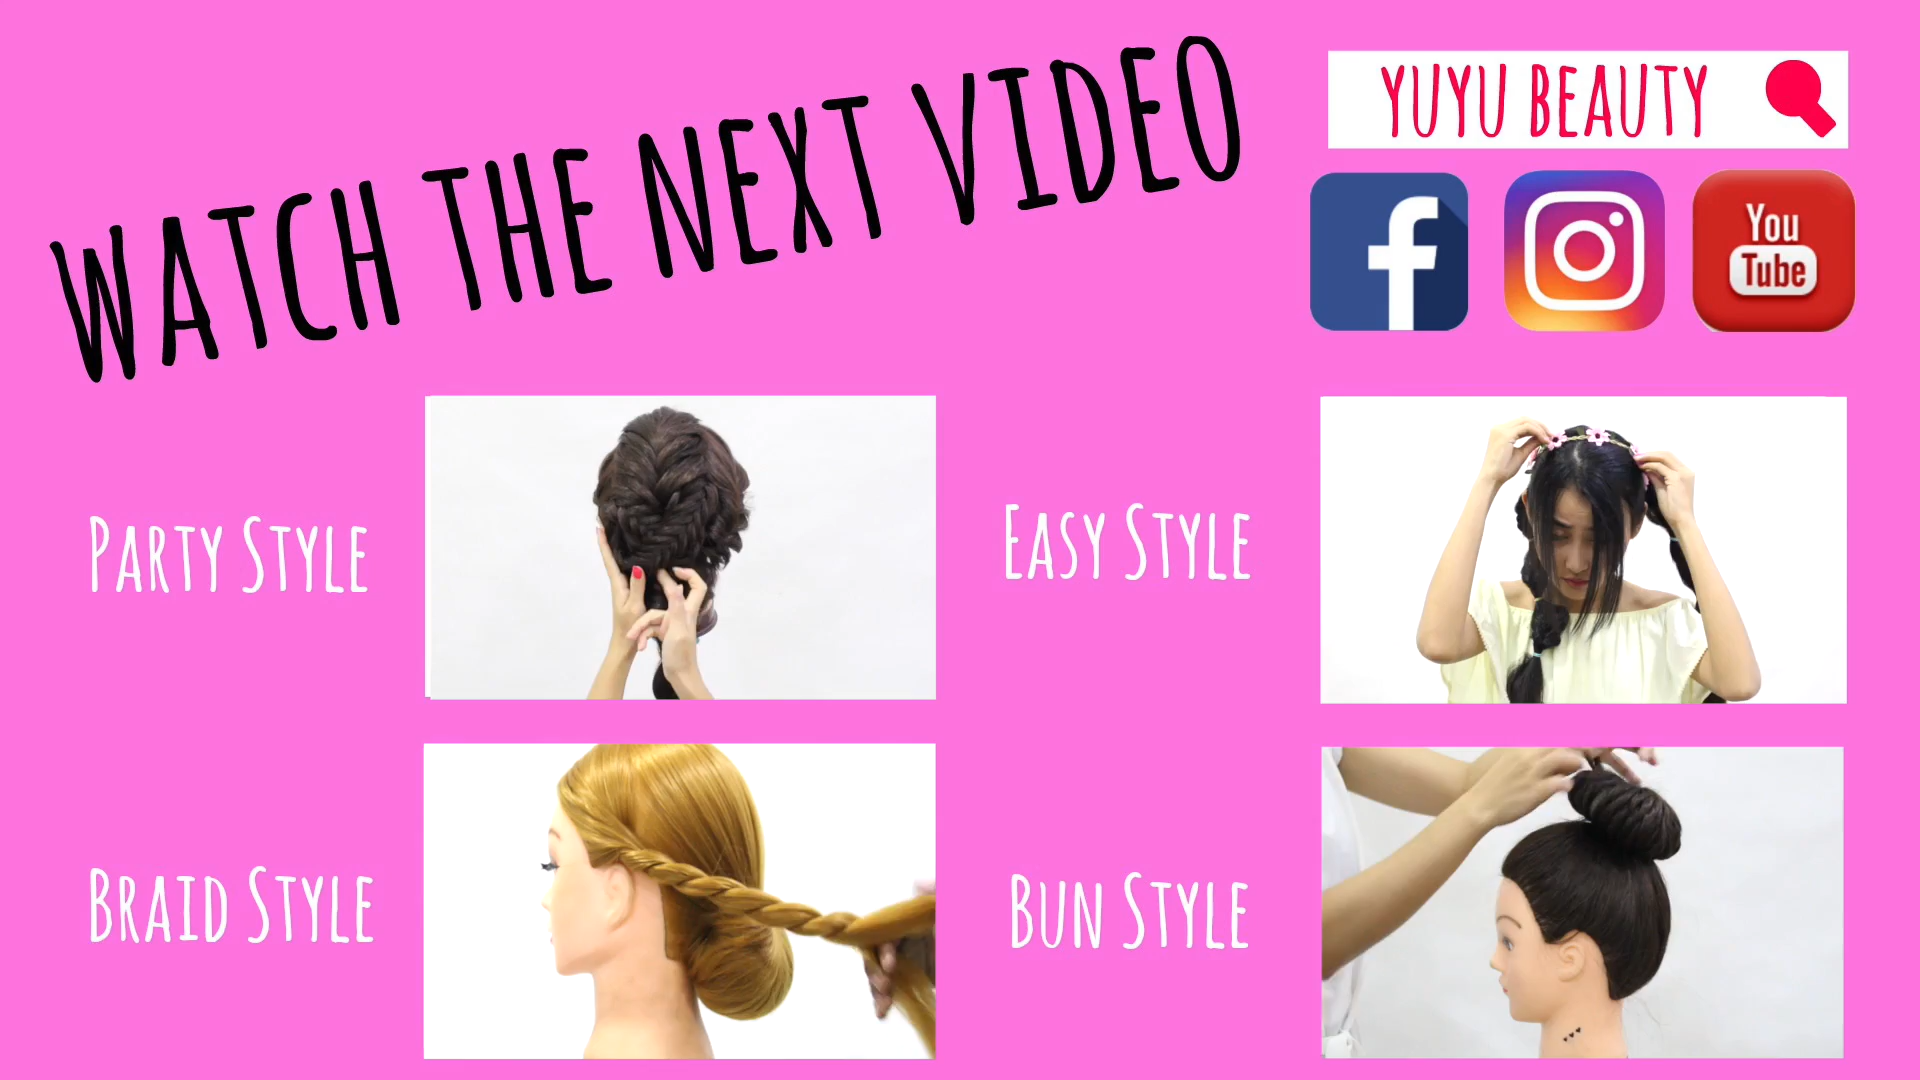 WATCH THE NEXT VIDEO
YUYU BEAUTY
f
You
Tube
PARTY STYLE
EASY STYLE
BRAID STYLE
BUN STYLE